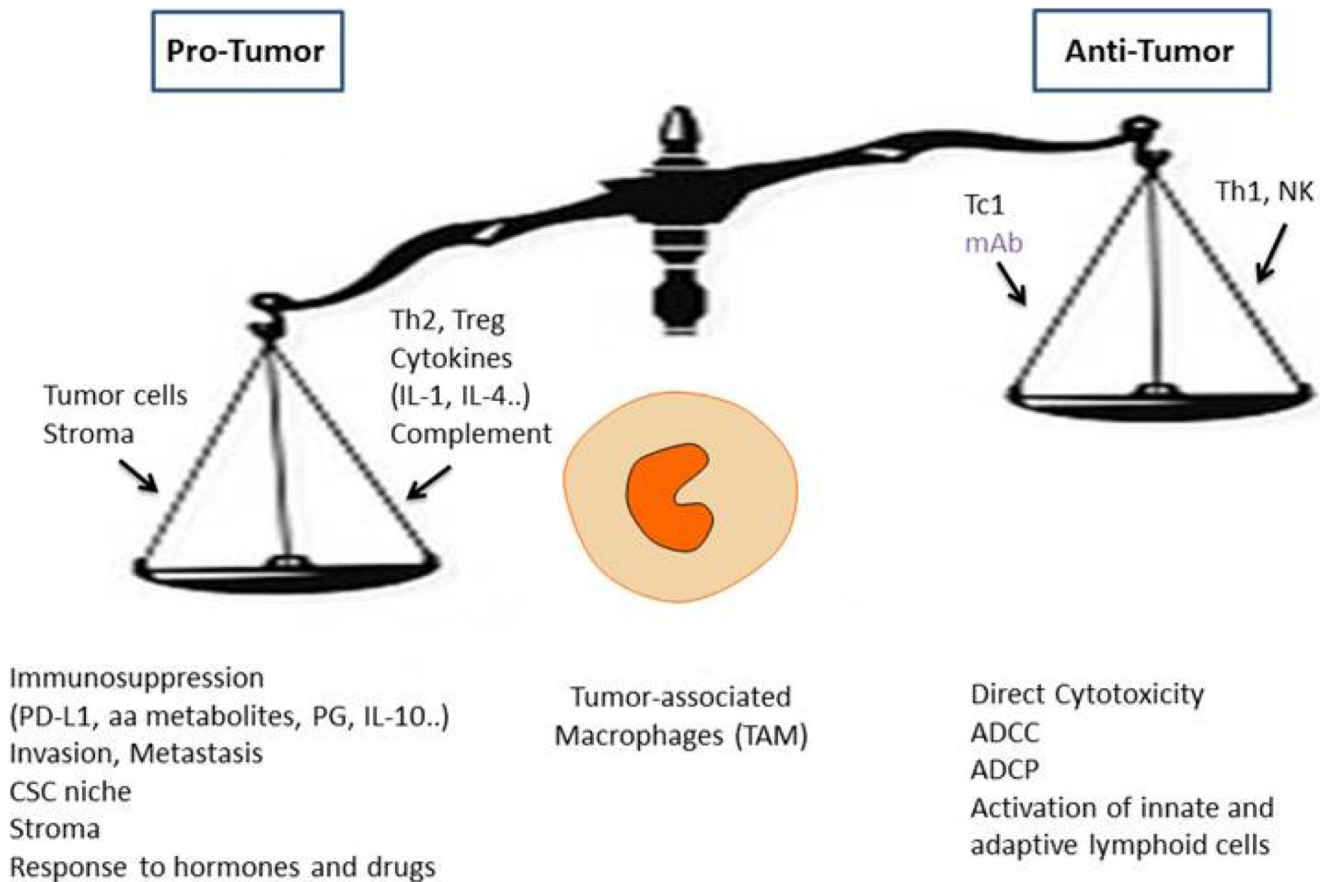 Pro-Tumor
Anti-Tumor
Tc1
mAb
Th1, NK
Th2, Treg
Cytokines
(IL-1, IL-4..)
Complement
Tumor cells
Stroma
Immunosuppression
(PD-L1, aa metabolites, PG, IL-10..)
Invasion, Metastasis
CSC niche
Stroma
Response to hormones and drugs
Tumor-associated
Macrophages (TAM)
Direct Cytotoxicity
ADCC
ADCP
Activation of innate and
adaptive lymphoid cells